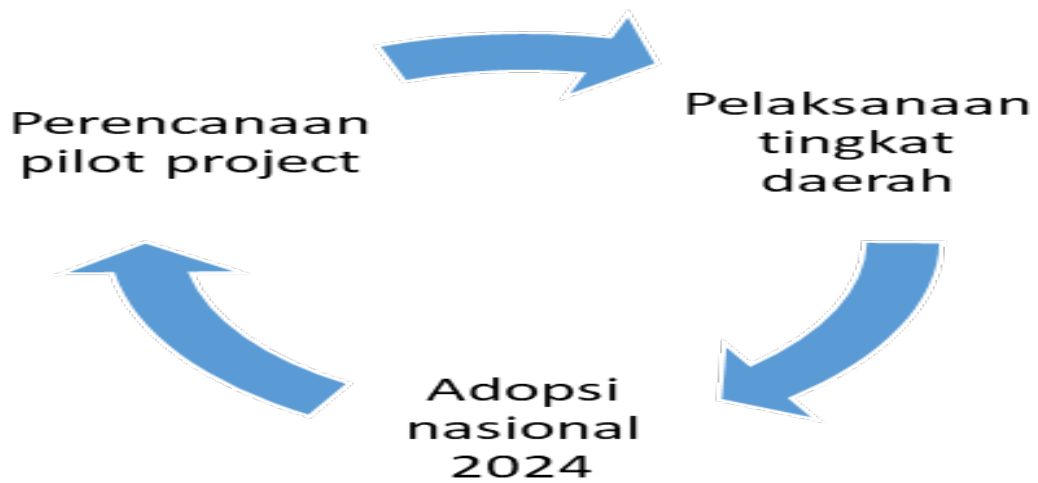 Perencanaan
pilot project
Pelaksanaan
tingkat
daerah
Adopsi
nasional
2024